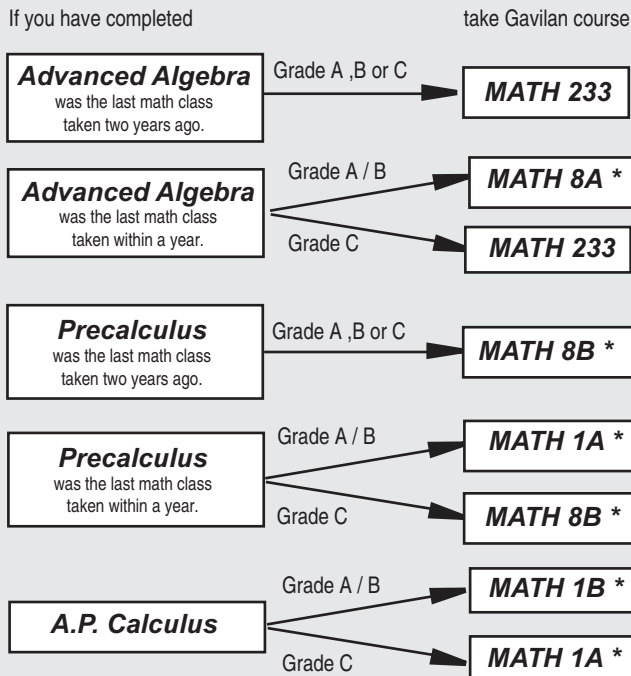 If you have completed take Gavilan course
Advanced Algebra
was the last math class
taken two years ago.
Grade A ,B or C
MATH 233
Advanced Algebra
was the last math class
taken within a year.
Grade A / B
MATH 8A *
Grade C
MATH 233
Precalculus
was the last math class
taken two years ago.
Grade A ,B or C
MATH 8B *
Precalculus
was the last math class
taken within a year.
Grade A / B
MATH 1A *
Grade C
MATH 8B *
A.P. Calculus
Grade A / B
MATH 1B *
Grade C
MATH 1A *